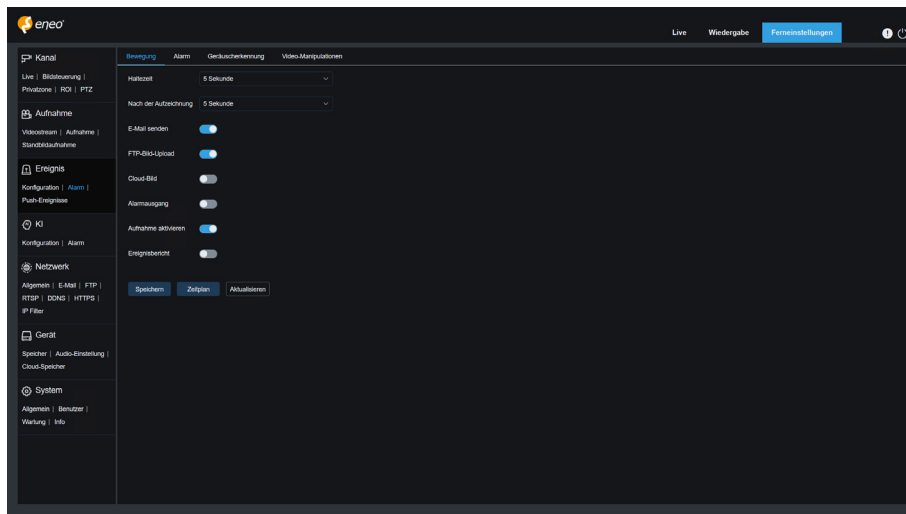 eneo
Live Wiedergabe Ferneinstellungen
Kanal
Live | Bildsteuerung |
Privatzone | ROI | PTZ
Aufnahme
Videostream | Aufnahme |
Standbildaufnahme
Ereignis
Konfiguration | Alarm |
Push-Ereignisse
KI
Konfiguration | Alarm
Netzwerk
Allgemein | E-Mail | FTP |
RTSP | DDNS | HTTPS |
IP Filter
Gerät
Speicher | Audio-Einstellung |
Cloud-Speicher
System
Allgemein | Benutzer |
Wartung | Info
Bewegung Alarm Geräuscherkennung Video-Manipulationen
Haltezeit 5 Sekunde
Nach der Aufzeichnung 5 Sekunde
E-Mail senden
FTP-Bild-Upload
Cloud-Bild
Alarmausgang
Aufnahme aktivieren
Ereignisbericht
Speichern Zeitplan Aktualisieren